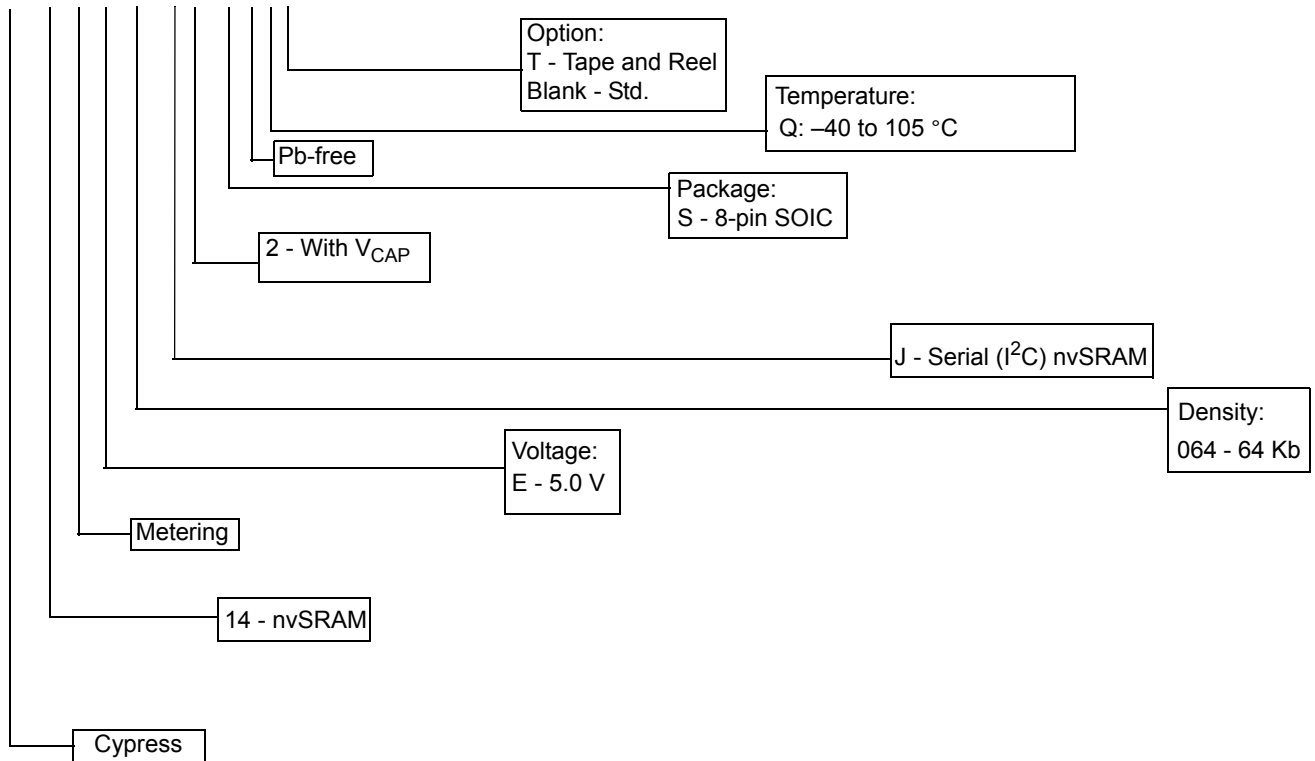 Option:
T - Tape and Reel
Blank - Std.
Temperature:
Q: –40 to 105 °C
Pb-free
Package:
S - 8-pin SOIC
2 - With VCAP
J - Serial (I2C) nvSRAM
Density:
064 - 64 Kb
Voltage:
E - 5.0 V
Metering
14 - nvSRAM
Cypress